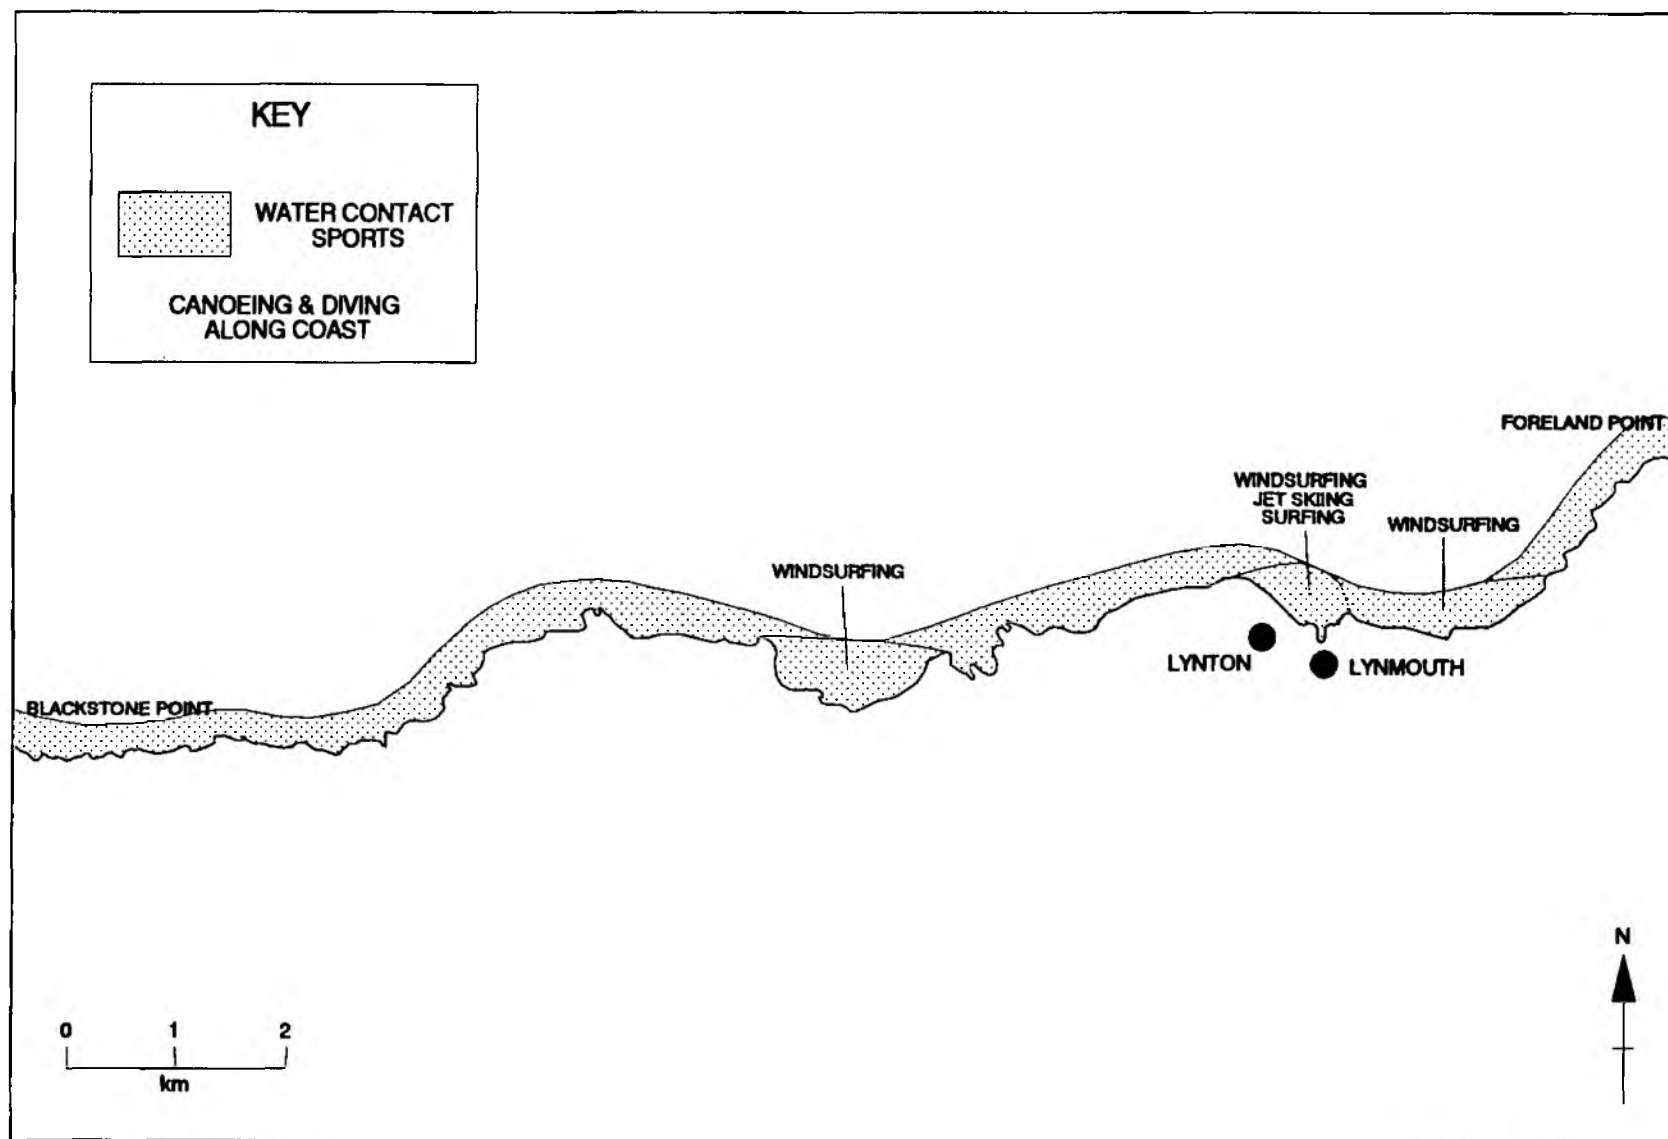 KEY
WATER CONTACT
SPORTS
CANOEING & DIVING
ALONG COAST
FORELAND POINT
WINDSURFING
JET SKIING
SURFING
WINDSURFING
WINDSURFING
LYNTON
LYNMOUTH
BLACKSTONE POINT
N
0 1 2
km